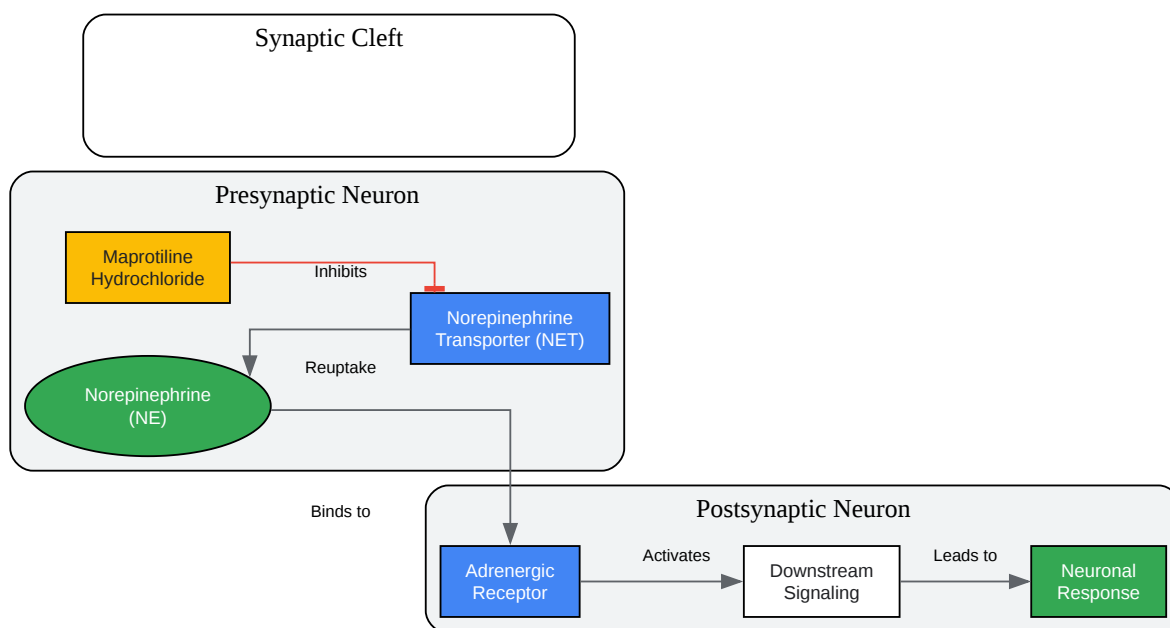 Synaptic Cleft
Presynaptic Neuron
Maprotiline
Hydrochloride
Inhibits
Norepinephrine
Transporter (NET)
Reuptake
Norepinephrine
(NE)
Binds to
Postsynaptic Neuron
Adrenergic
Receptor
Activates
Downstream
Signaling
Leads to
Neuronal
Response